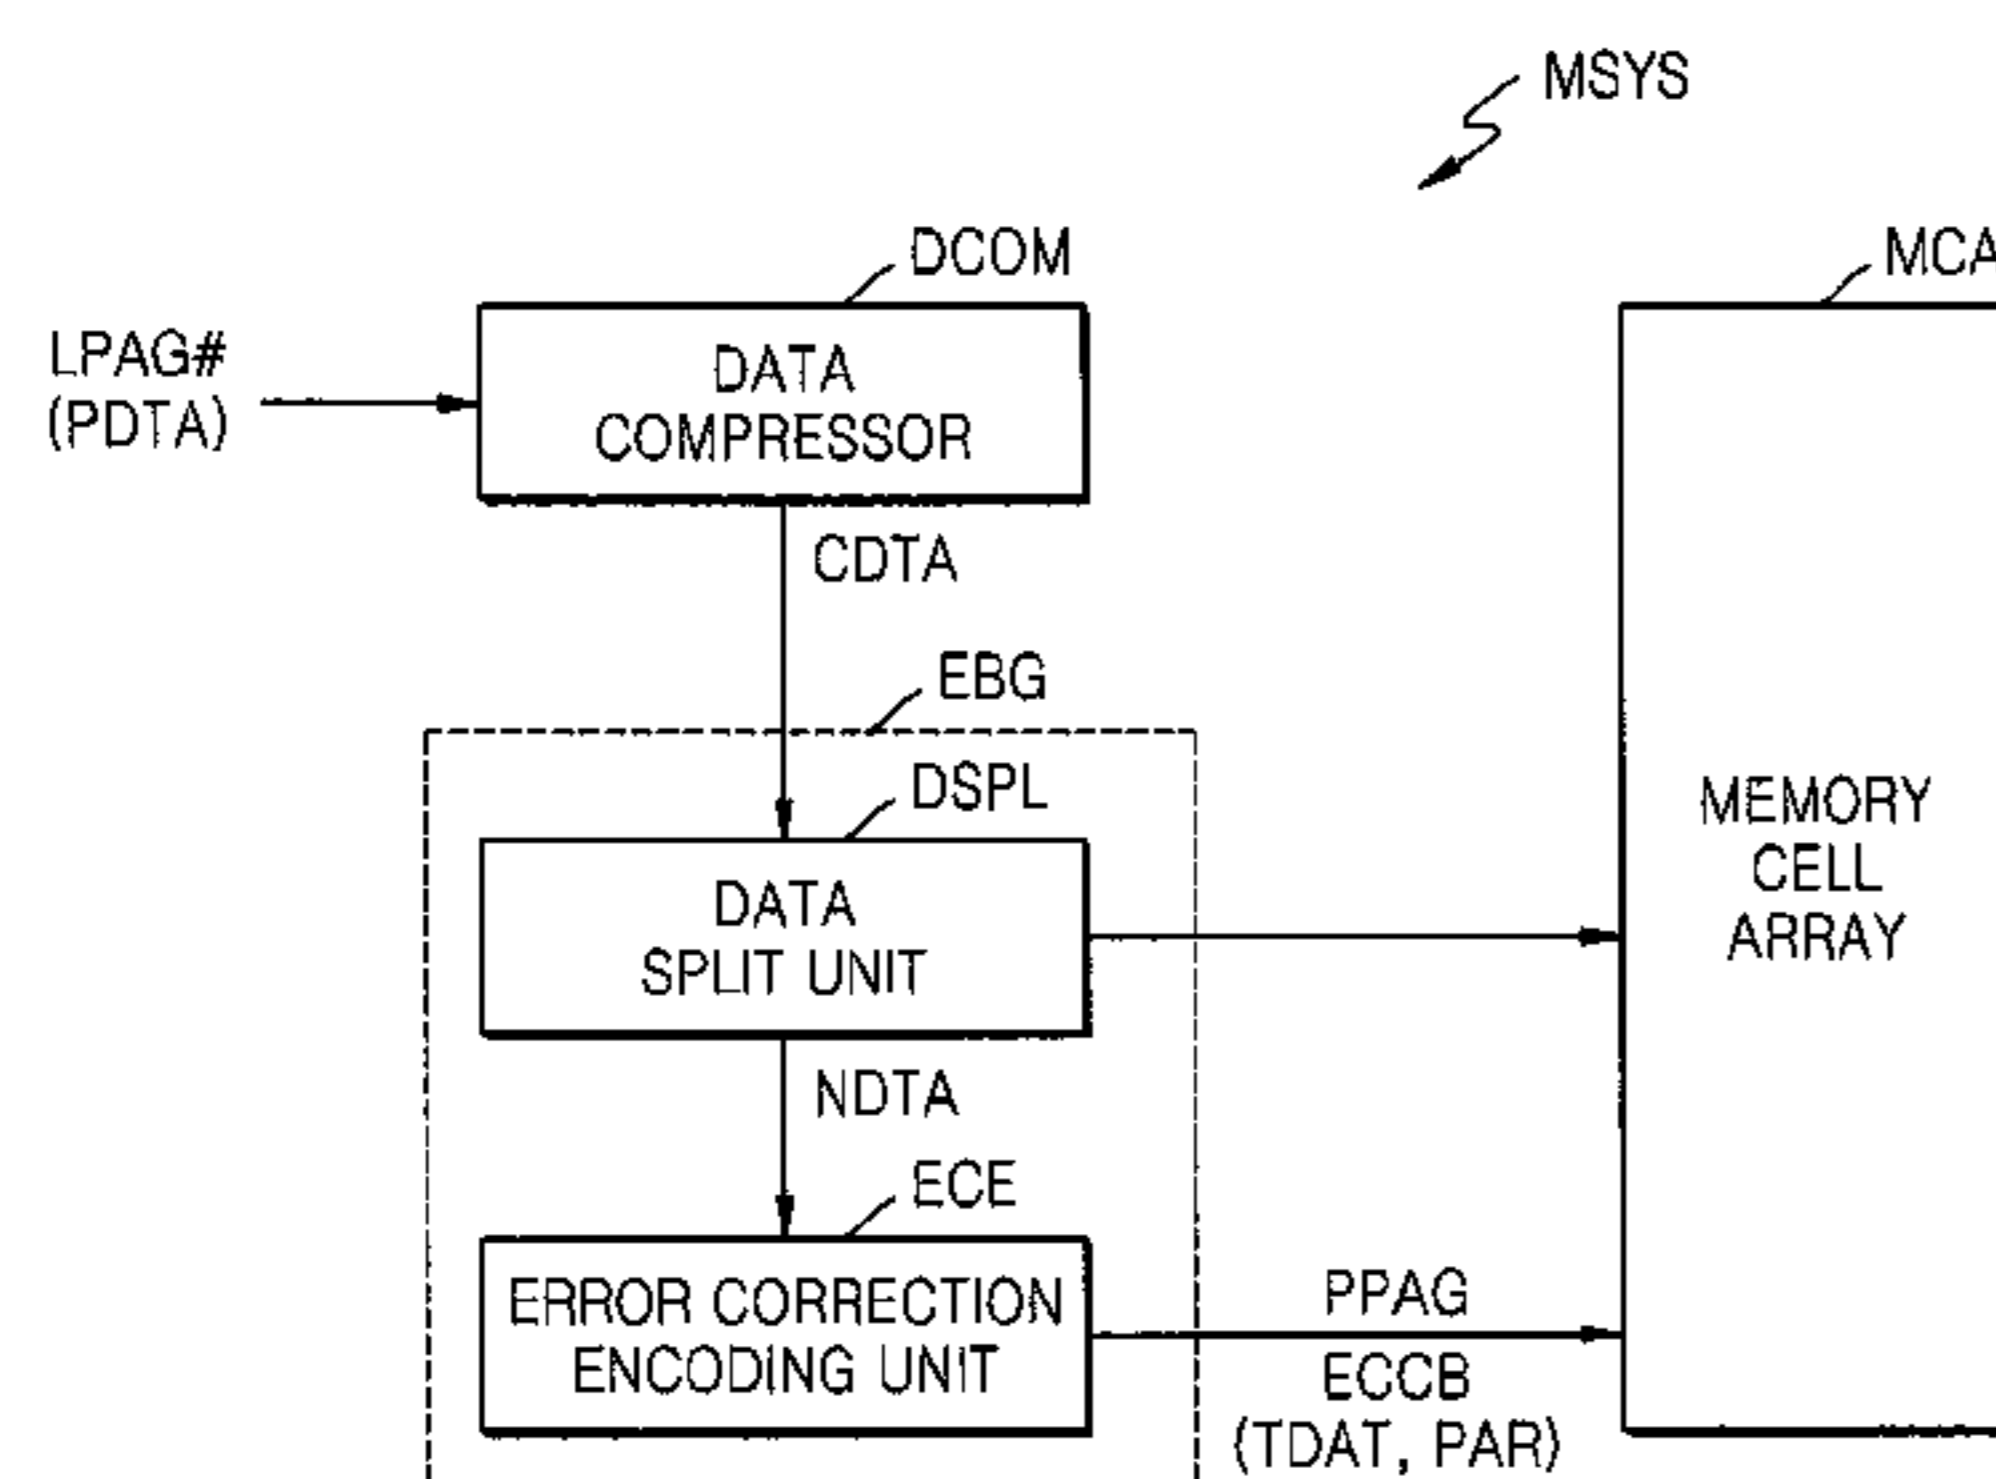 MSYS
DCOM
MCA
LPAG#
(PDTA)
DATA
COMPRESSOR
CDTA
EBG
DSPL
DATA
SPLIT UNIT
MEMORY
CELL
ARRAY
NDTA
ECE
ERROR CORRECTION
ENCODING UNIT
PPAG
ECCB
(TDAT, PAR)